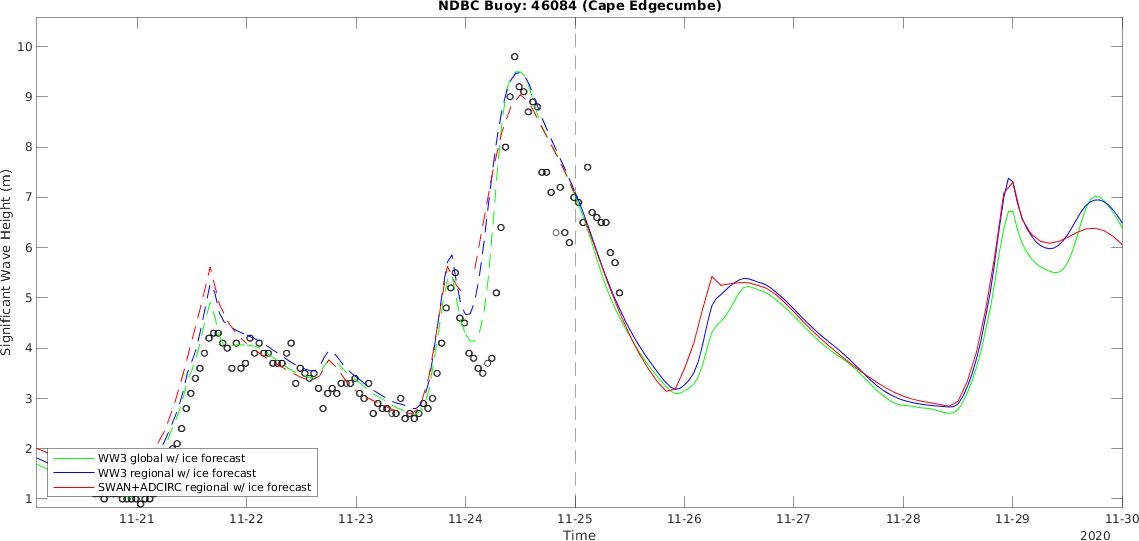 NDBC Buoy: 46084 (Cape Edgecumbe)
10
9
8
7
6
5
4
3
2
1
Significant Wave Height (m)
WW3 global w/ ice forecast
WW3 regional w/ ice forecast
SWAN+ADCIRC regional w/ ice forecast
11-21 11-22 11-23 11-24 11-25 11-26 11-27 11-28 11-29 11-30
Time
2020